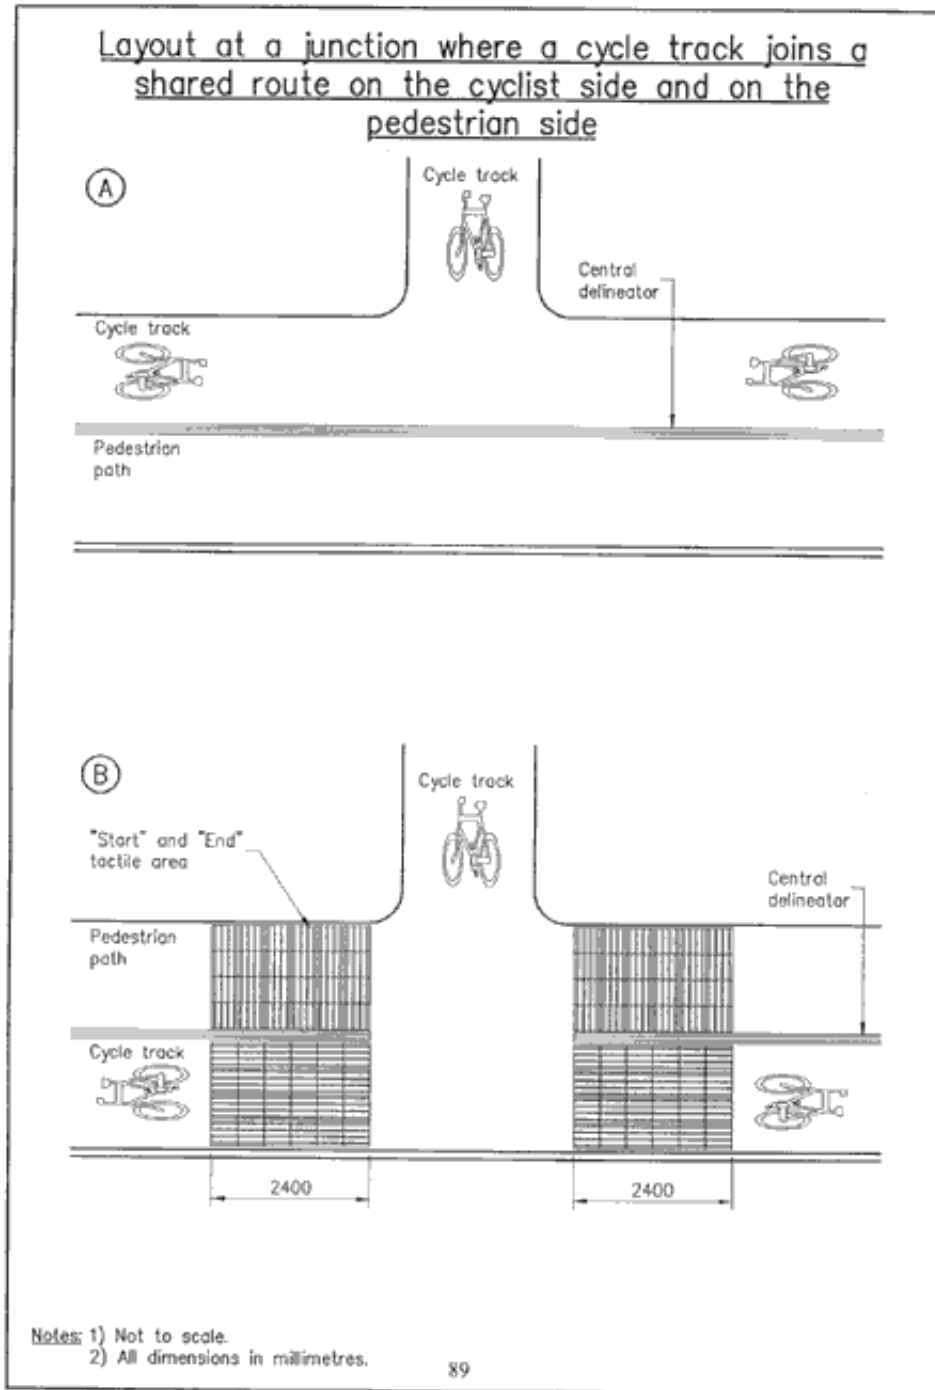 Layout at a junction where a cycle track joins a
shared route on the cyclist side and on the
pedestrian side
A
Cycle track
Central
delineator
Cycle track
Pedestrian
path
B
Cycle track
"Start" and "End"
tactile area
Central
delineator
Pedestrian
path
Cycle track
2400
2400
Notes: 1) Not to scale.
2) All dimensions in millimetres.
89